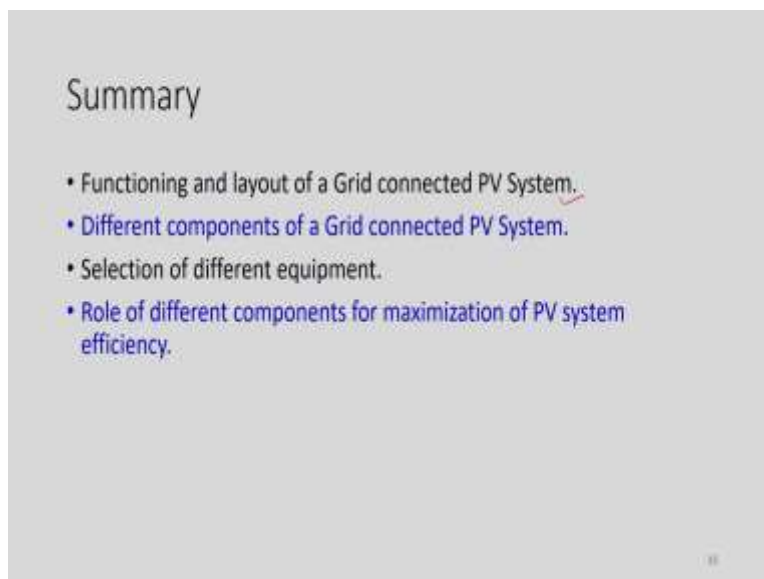 Summary
• Functioning and layout of a Grid connected PV System.
• Different components of a Grid connected PV System.
• Selection of different equipment.
• Role of different components for maximization of PV system
efficiency.